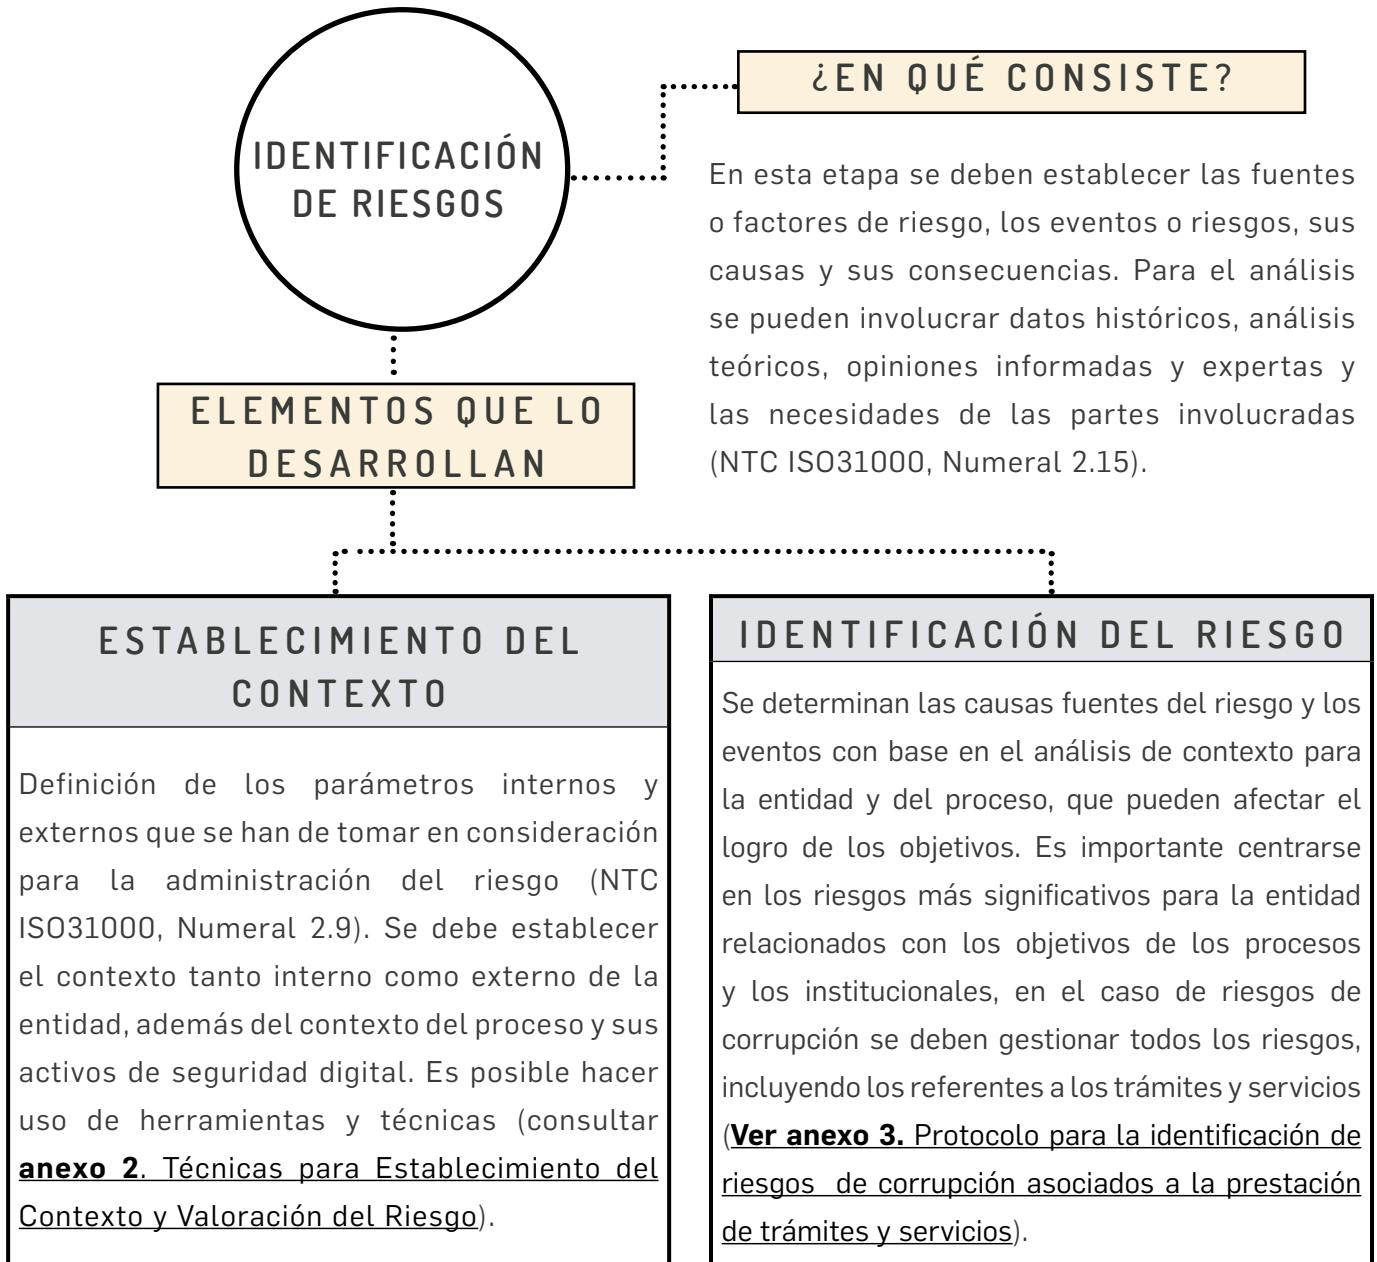 IDENTIFICACIÓN
DE RIESGOS
¿EN QUÉ CONSISTE?
En esta etapa se deben establecer las fuentes
o factores de riesgo, los eventos o riesgos, sus
causas y sus consecuencias. Para el análisis
se pueden involucrar datos históricos, análisis
teóricos, opiniones informadas y expertas y
las necesidades de las partes involucradas
(NTC ISO31000, Numeral 2.15).
ELEMENTOS QUE LO
DESARROLLAN
ESTABLECIMIENTO DEL
CONTEXTO
Definición de los parámetros internos y
externos que se han de tomar en consideración
para la administración del riesgo (NTC
ISO31000, Numeral 2.9). Se debe establecer
el contexto tanto interno como externo de la
entidad, además del contexto del proceso y sus
activos de seguridad digital. Es posible hacer
uso de herramientas y técnicas (consultar
anexo 2. Técnicas para Establecimiento del
Contexto y Valoración del Riesgo).
IDENTIFICACIÓN DEL RIESGO
Se determinan las causas fuentes del riesgo y los
eventos con base en el análisis de contexto para
la entidad y del proceso, que pueden afectar el
logro de los objetivos. Es importante centrarse
en los riesgos más significativos para la entidad
relacionados con los objetivos de los procesos
y los institucionales, en el caso de riesgos de
corrupción se deben gestionar todos los riesgos,
incluyendo los referentes a los trámites y servicios
(Ver anexo 3. Protocolo para la identificación de
riesgos de corrupción asociados a la prestación
de trámites y servicios).